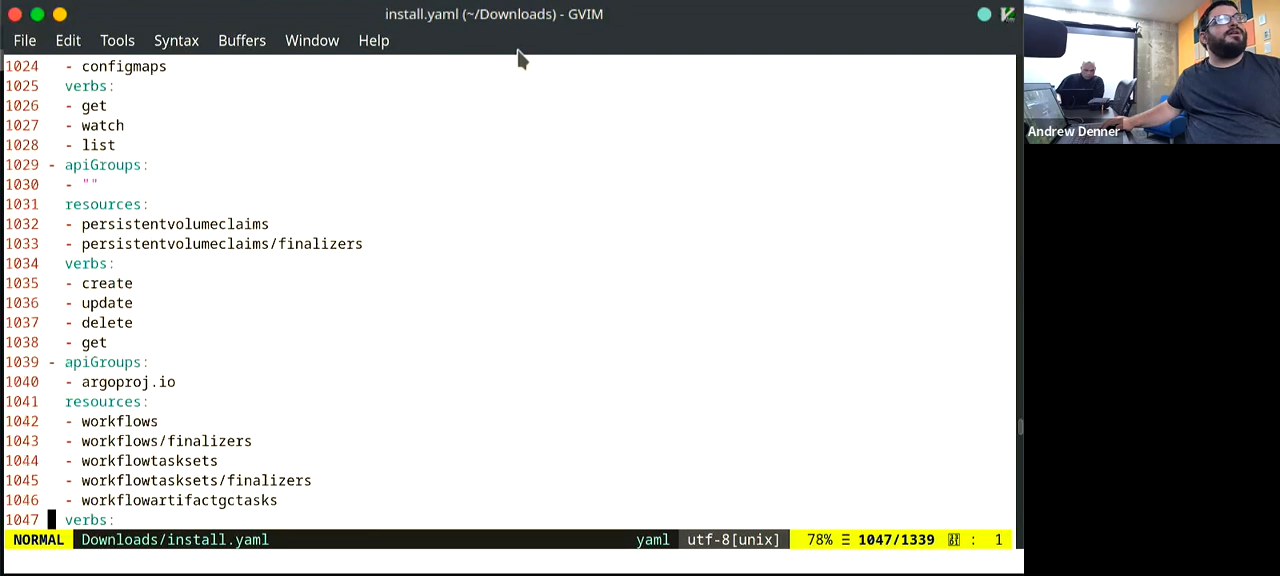 install.yaml (~/Downloads) - GVIM
File Edit Tools Syntax Buffers Window Help
1024 - configmaps
1025 verbs:
1026 - get
1027 - watch
1028 - list
1029 - apiGroups:
1030 - ""
1031 resources:
1032 - persistentvolumeclaims
1033 - persistentvolumeclaims/finalizers
1034 verbs:
1035 - create
1036 - update
1037 - delete
1038 - get
1039 - apiGroups:
1040 - argoproj.io
1041 resources:
1042 - workflows
1043 - workflows/finalizers
1044 - workflowtasksets
1045 - workflowtasksets/finalizers
1046 - workflowartifactgctasks
1047 verbs:
NORMAL Downloads/install.yaml yaml utf-8[unix] 78% Ξ 1047/1339 : 1
Andrew Denner